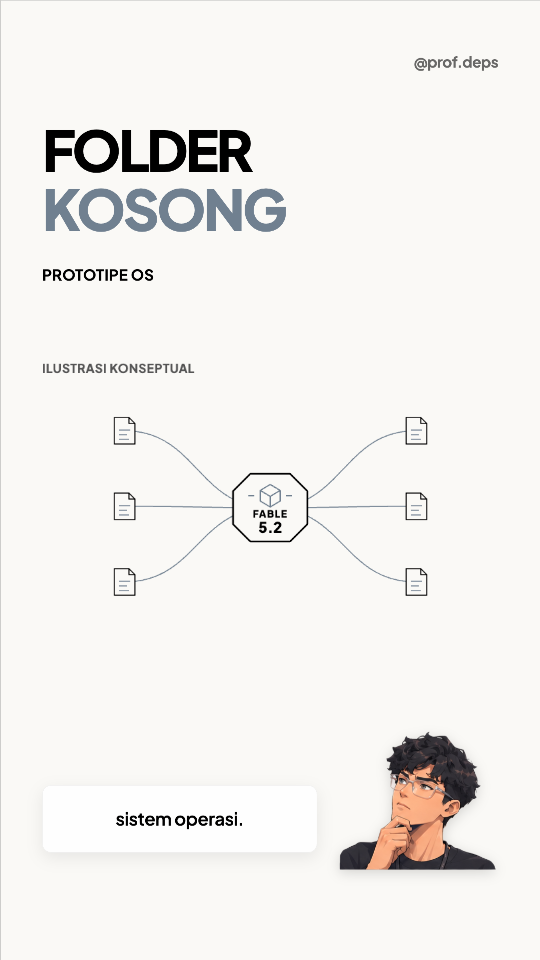 @prof.deps
FOLDER
KOSONG
PROTOTIPE OS
ILUSTRASI KONSEPTUAL
FABLE
5.2
sistem operasi.